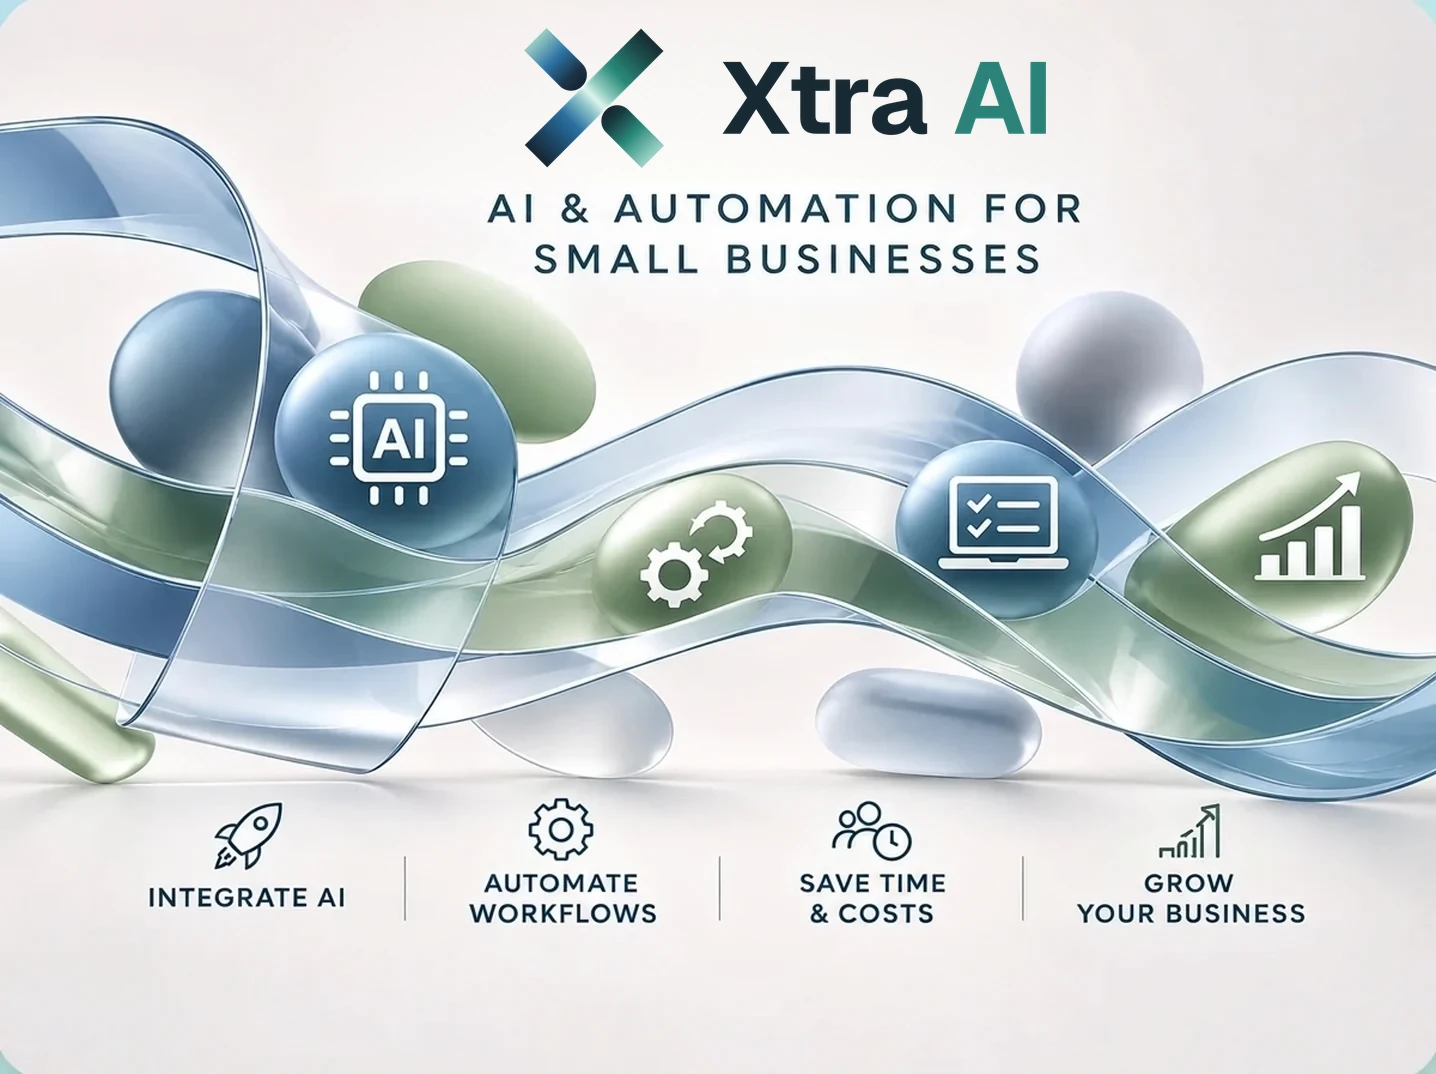 Xtra AI
AI & AUTOMATION FOR
SMALL BUSINESSES
AI
INTEGRATE AI
AUTOMATE
WORKFLOWS
SAVE TIME
& COSTS
GROW
YOUR BUSINESS